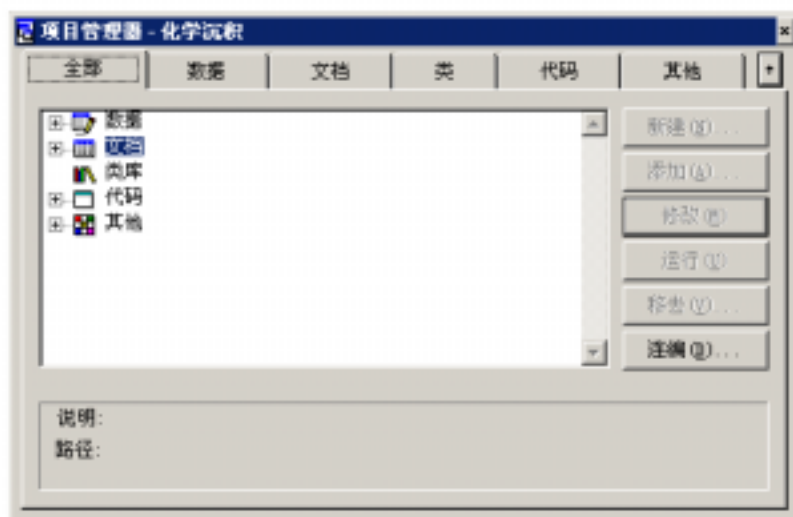 项目管理器 - 化学沉积
全部 数据 文档 类 代码 其他
数据
文档
类库
代码
其他
新建(N)...
添加(A)...
修改(M)
运行(U)
移去(V)...
连编(D)...
说明:
路径: